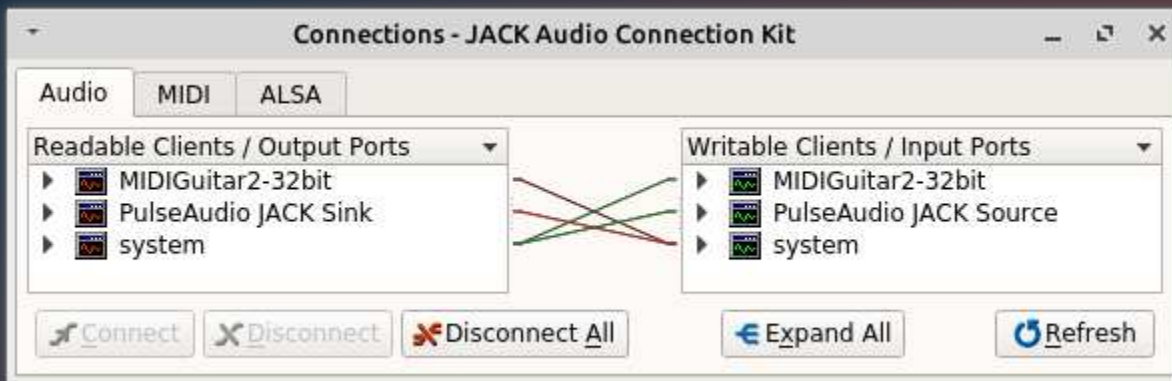 Connections - JACK Audio Connection Kit
Audio MIDI ALSA
Readable Clients / Output Ports Writable Clients / Input Ports
MIDIGuitar2-32bit MIDIGuitar2-32bit
PulseAudio JACK Sink PulseAudio JACK Source
system system
Connect Disconnect Disconnect All Expand All Refresh